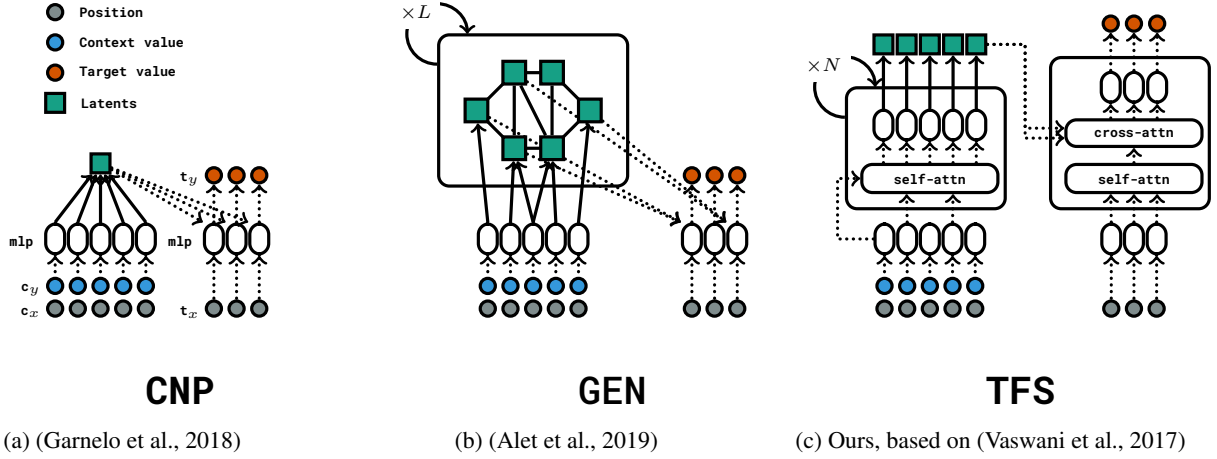 Position
Context value
Target value
Latents
t_y
mlp
mlp
c_y
c_x
t_x
CNP
(a) (Garnelo et al., 2018)
×L
GEN
(b) (Alet et al., 2019)
×N
self-attn
cross-attn
self-attn
TFS
(c) Ours, based on (Vaswani et al., 2017)